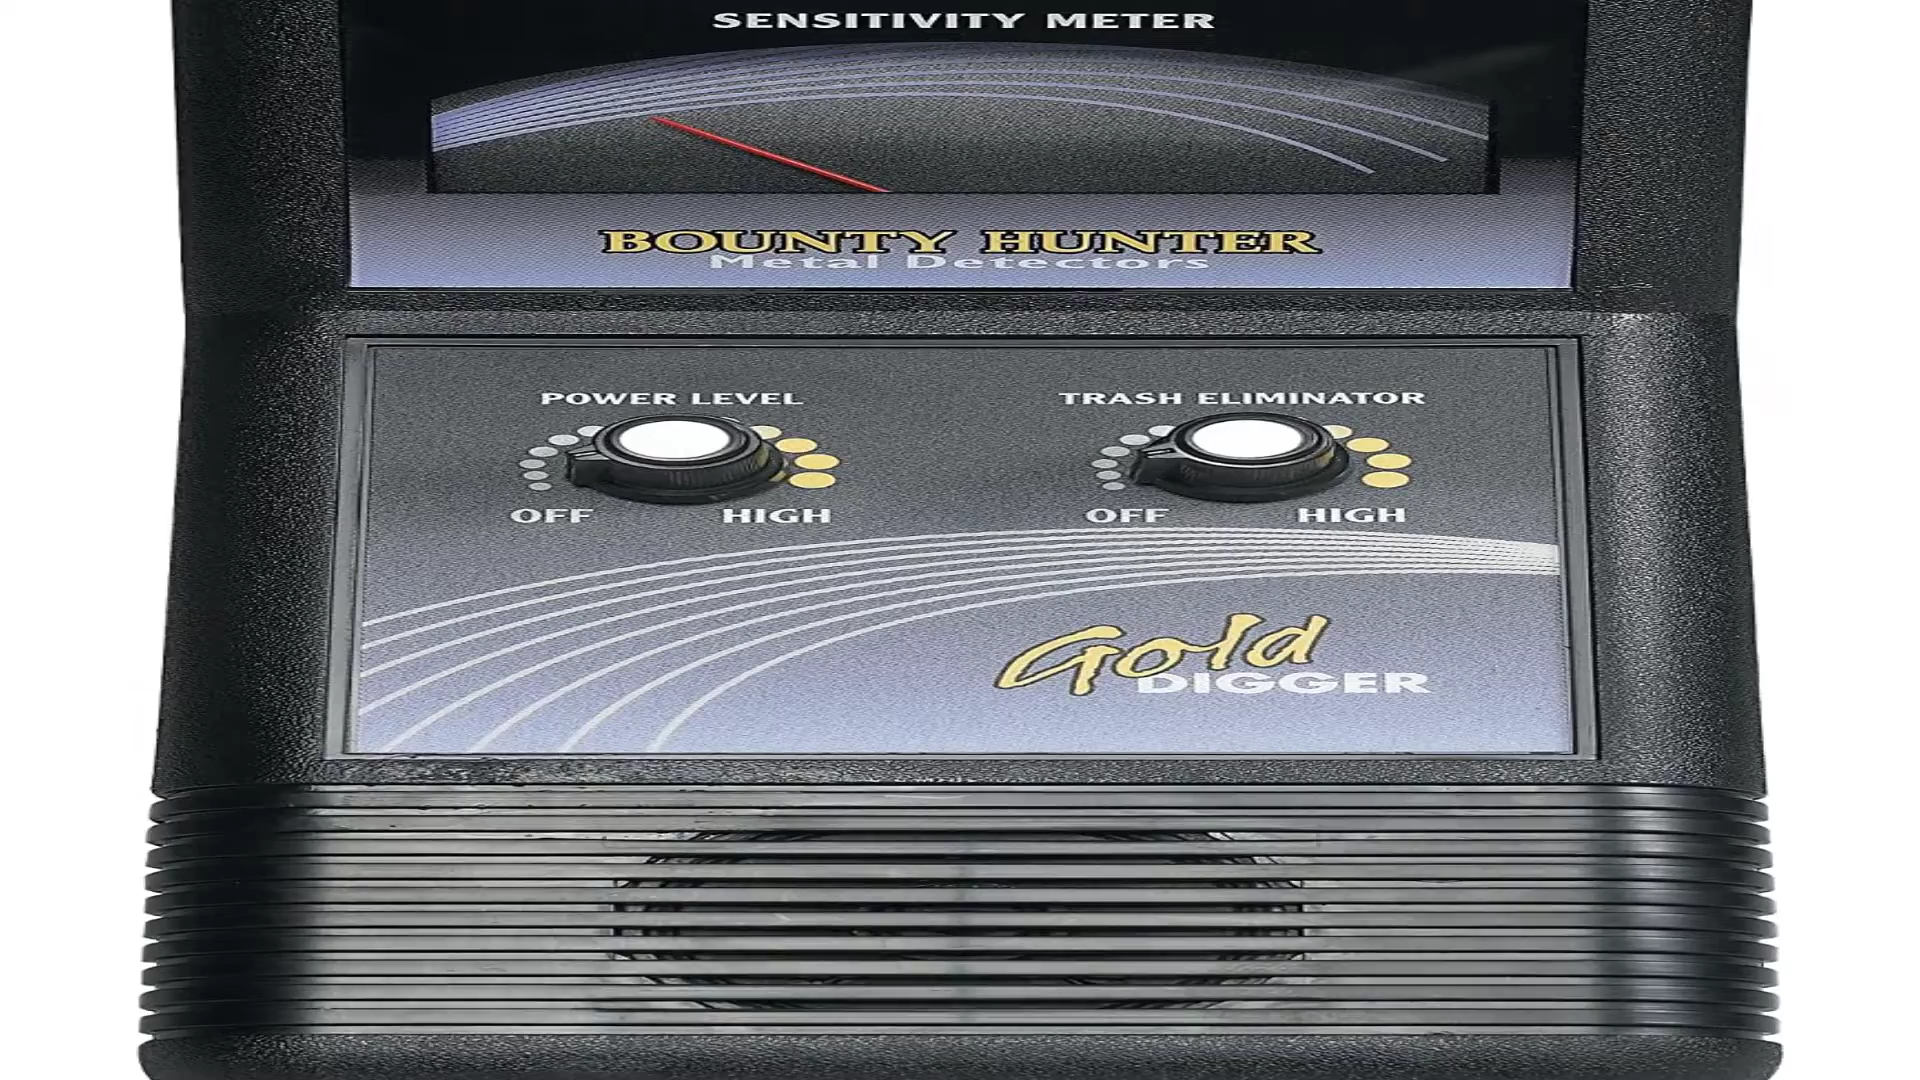 SENSITIVITY METER
BOUNTY HUNTER
Metal Detectors
POWER LEVEL TRASH ELIMINATOR
OFF HIGH OFF HIGH
Gold
DIGGER